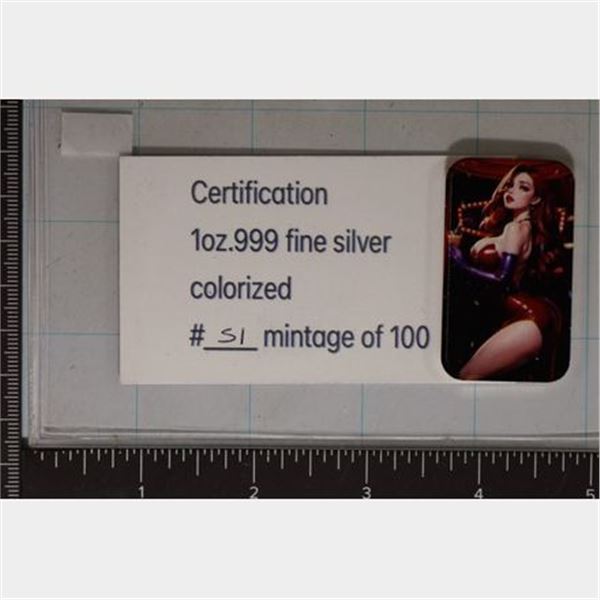 Certification
1oz.999 fine silver
colorized
# 51 mintage of 100
1 2 3 4 5